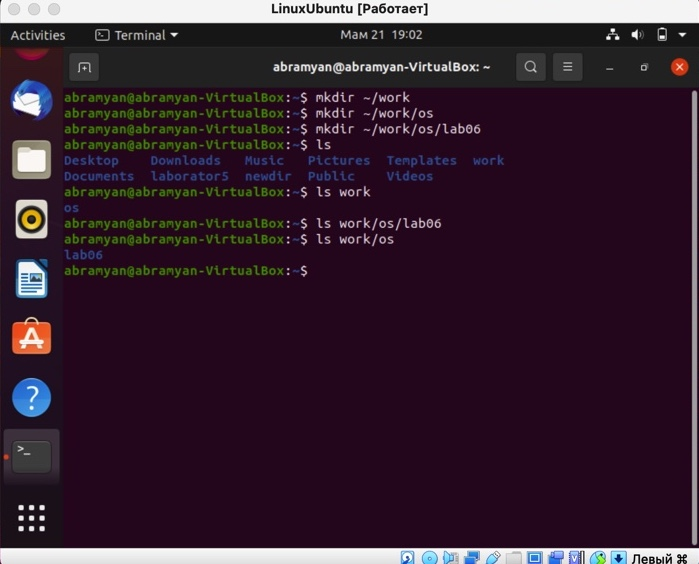 LinuxUbuntu [Работает]
Activities Terminal Мам 21 19:02
abramyan@abramyan-VirtualBox: ~
abramyan@abramyan-VirtualBox:~$ mkdir ~/work
abramyan@abramyan-VirtualBox:~$ mkdir ~/work/os
abramyan@abramyan-VirtualBox:~$ mkdir ~/work/os/lab06
abramyan@abramyan-VirtualBox:~$ ls
Desktop Downloads Music Pictures Templates work
Documents laborator5 newdir Public Videos
abramyan@abramyan-VirtualBox:~$ ls work
os
abramyan@abramyan-VirtualBox:~$ ls work/os/lab06
abramyan@abramyan-VirtualBox:~$ ls work/os
lab06
abramyan@abramyan-VirtualBox:~$
Левый ⌘